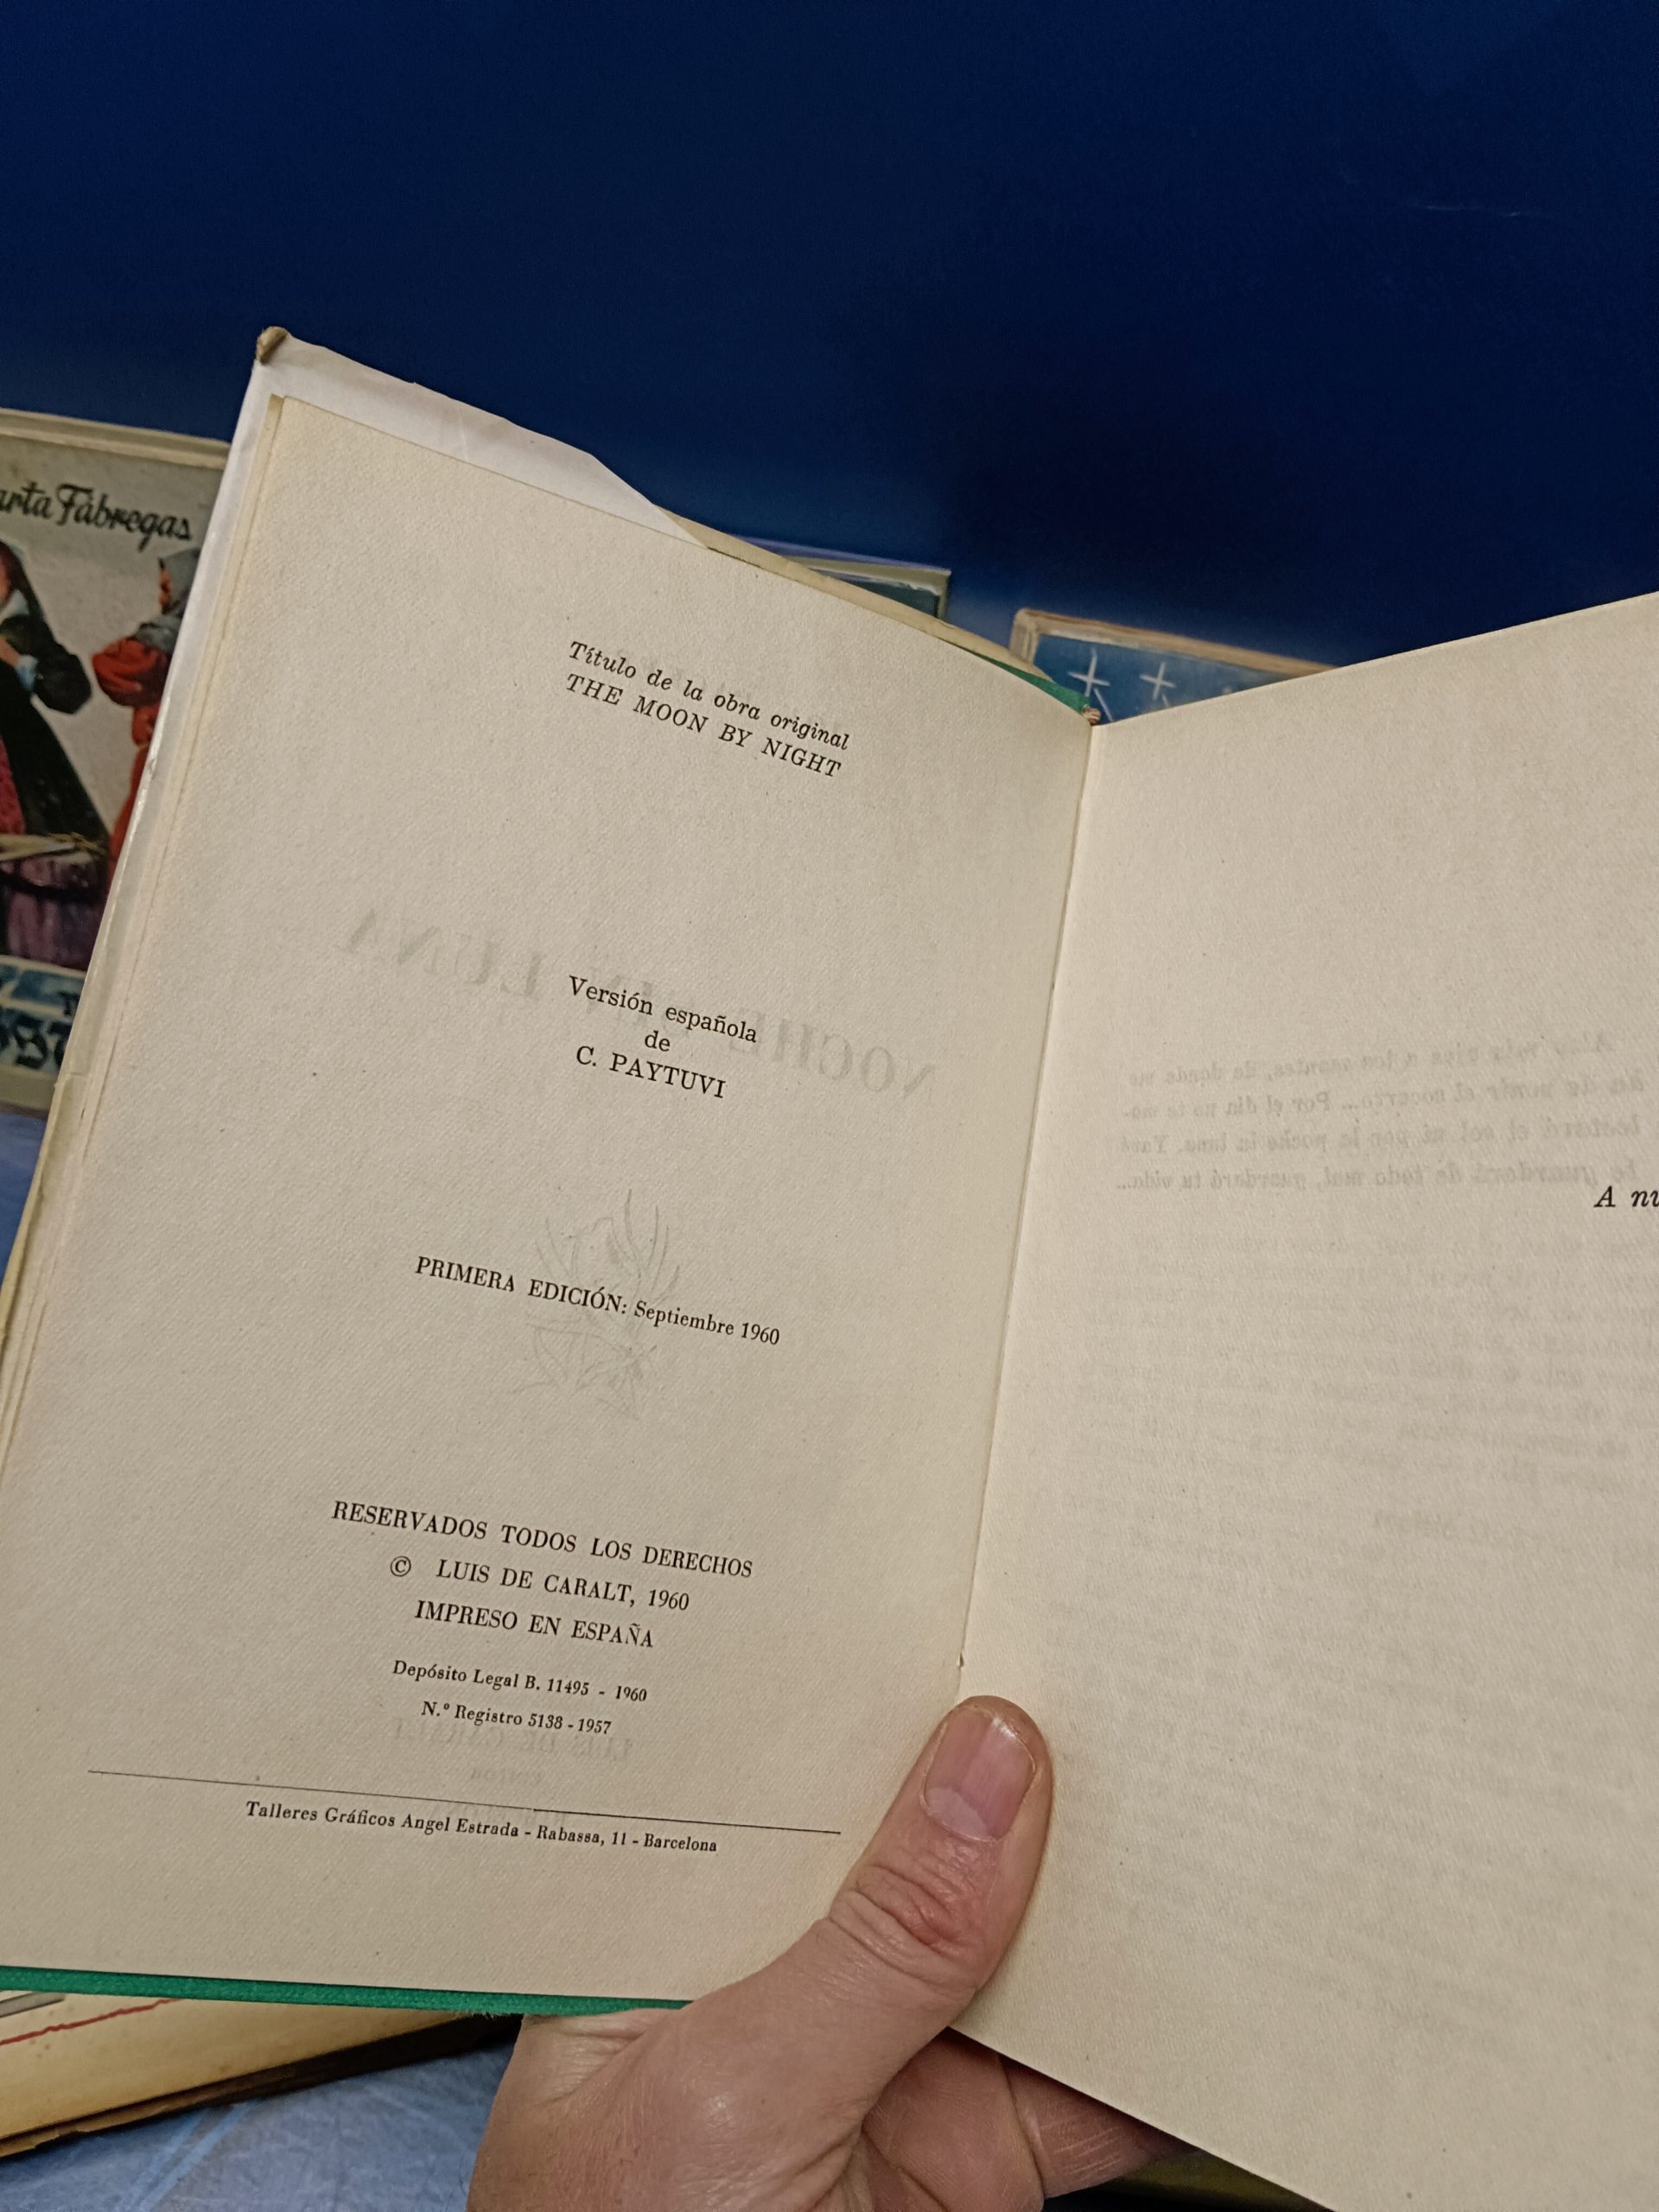 arta Fábregas
Título de la obra original
THE MOON BY NIGHT
Versión española
de
C. PAYTUVI
PRIMERA EDICIÓN: Septiembre 1960
RESERVADOS TODOS LOS DERECHOS
© LUIS DE CARALT, 1960
IMPRESO EN ESPAÑA
Depósito Legal B. 11495 - 1960
N.º Registro 5138 - 1957
Talleres Gráficos Angel Estrada - Rabassa, 11 - Barcelona
A nu